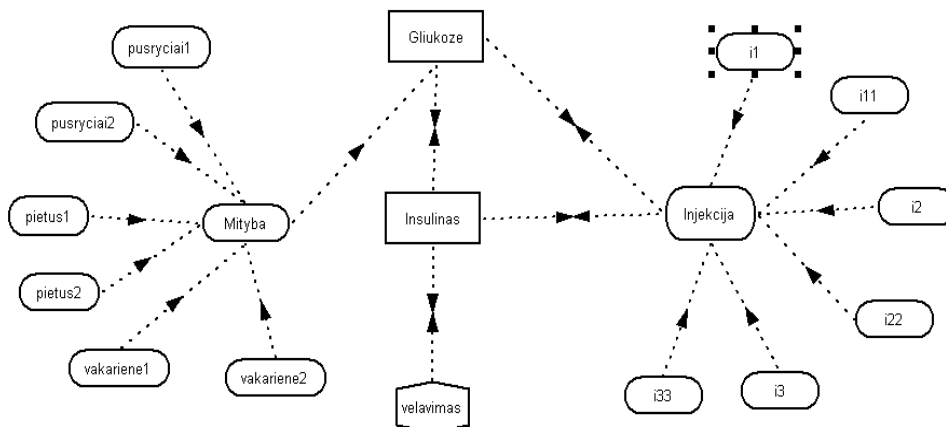 Gliukoze
i1
pusryciai1
i11
pusryciai2
i2
pietus1
Mityba
Insulinas
Injekcija
pietus2
i22
vakariene1
vakariene2
velavimas
i33
i3